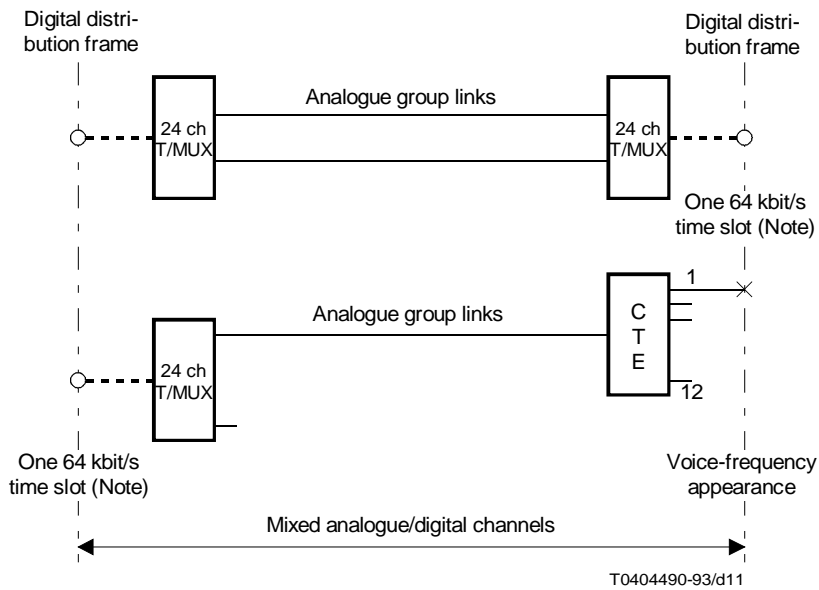 Digital distri-
bution frame
Digital distri-
bution frame
Analogue group links
24 ch
T/MUX
24 ch
T/MUX
One 64 kbit/s
time slot (Note)
1
Analogue group links
C
T
E
24 ch
T/MUX
12
One 64 kbit/s
time slot (Note)
Voice-frequency
appearance
Mixed analogue/digital channels
T0404490-93/d11